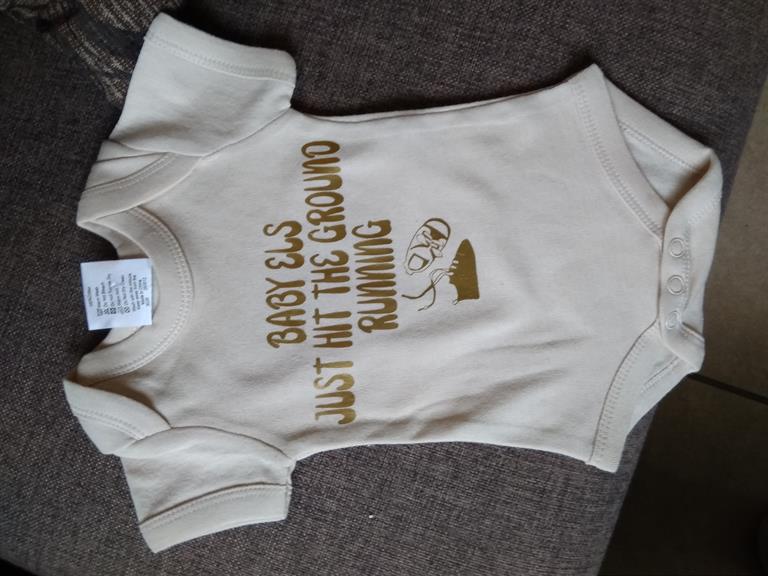 BABY ELS
JUST HIT THE GROUND
RUNNING